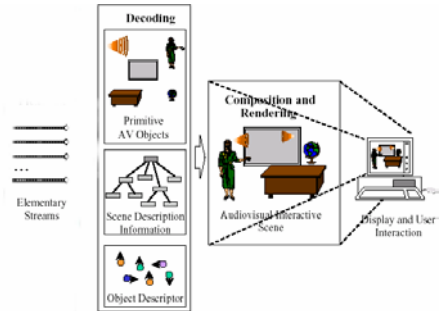 Decoding
Primitive
AV Objects
Composition and
Rendering
...
Elementary
Streams
Scene Description
Information
Audiovisual Interactive
Scene
Display and User
Interaction
Object Descriptor